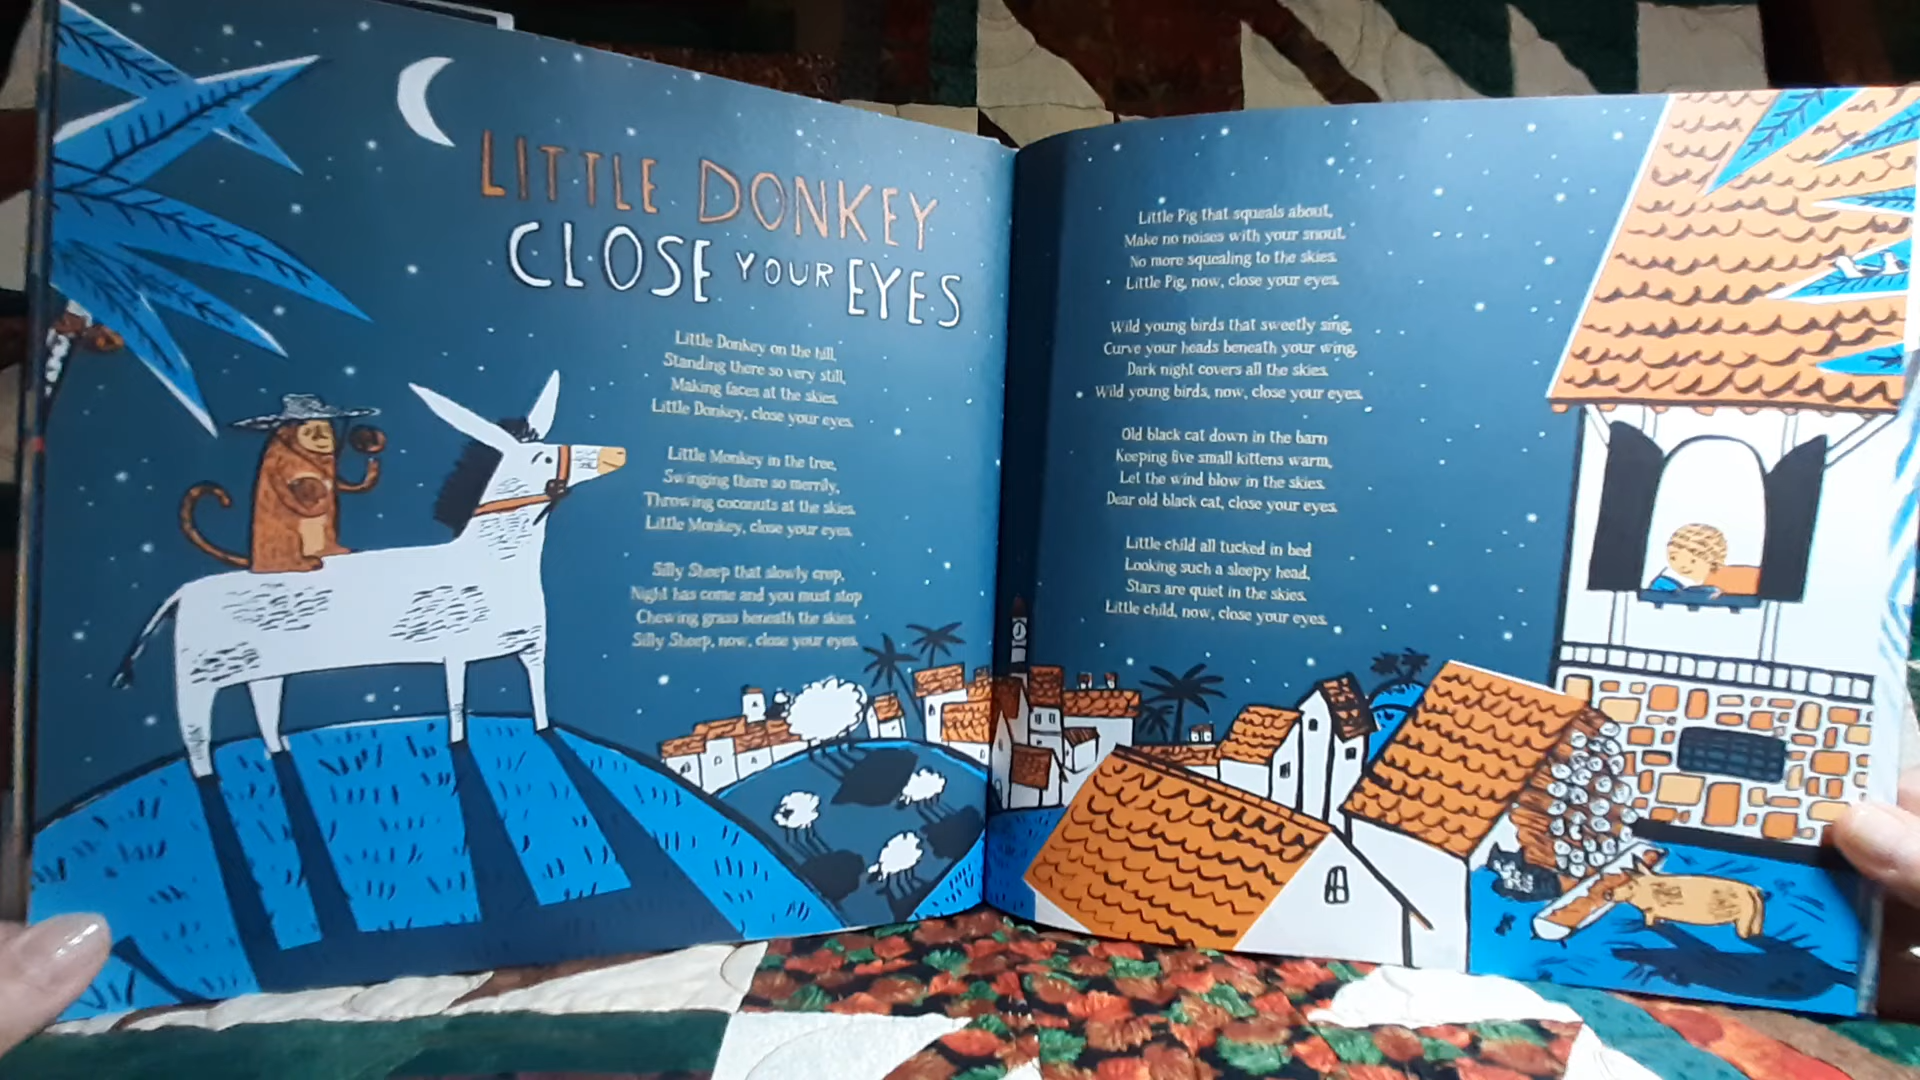 LITTLE DONKEY
CLOSE YOUR EYES
Little Donkey on the hill,
Standing there so very still,
Making faces at the skies.
Little Donkey, close your eyes.
Little Monkey in the tree,
Swinging there so merrily,
Throwing coconuts at the skies.
Little Monkey, close your eyes.
Silly Sheep that slowly crop,
Night has come and you must stop
Chewing grass beneath the skies.
Silly Sheep, now, close your eyes.
Little Pig that squeals about,
Make no noises with your snout.
No more squealing to the skies.
Little Pig, now, close your eyes.
Wild young birds that sweetly sing,
Curve your heads beneath your wing,
Dark night covers all the skies.
Wild young birds, now, close your eyes.
Old black cat down in the barn
Keeping five small kittens warm,
Let the wind blow in the skies.
Dear old black cat, close your eyes.
Little child all tucked in bed
Looking such a sleepy head,
Stars are quiet in the skies.
Little child, now, close your eyes.